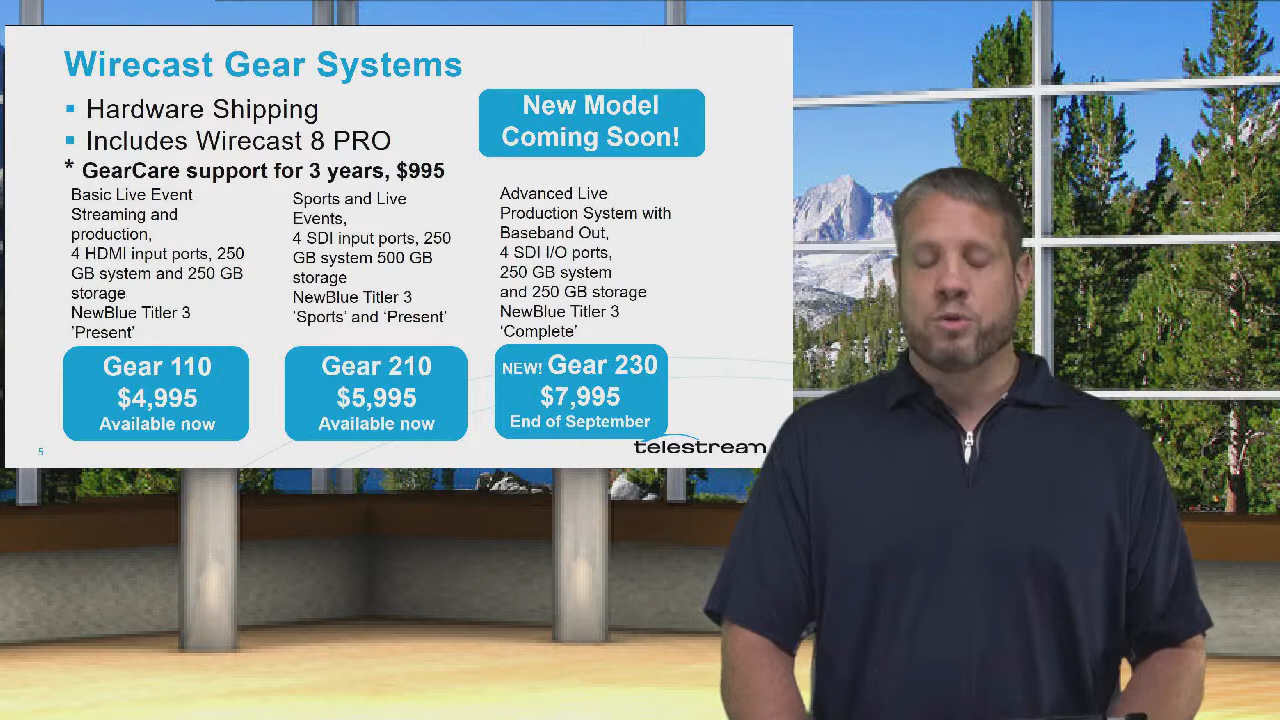 Wirecast Gear Systems
▪ Hardware Shipping
▪ Includes Wirecast 8 PRO
* GearCare support for 3 years, $995
New Model
Coming Soon!
Basic Live Event
Streaming and
production,
4 HDMI input ports, 250
GB system and 250 GB
storage
NewBlue Titler 3
'Present'
Gear 110
$4,995
Available now
Sports and Live
Events,
4 SDI input ports, 250
GB system 500 GB
storage
NewBlue Titler 3
'Sports' and 'Present'
Gear 210
$5,995
Available now
Advanced Live
Production System with
Baseband Out,
4 SDI I/O ports,
250 GB system
and 250 GB storage
NewBlue Titler 3
'Complete'
NEW! Gear 230
$7,995
End of September
5
telestream